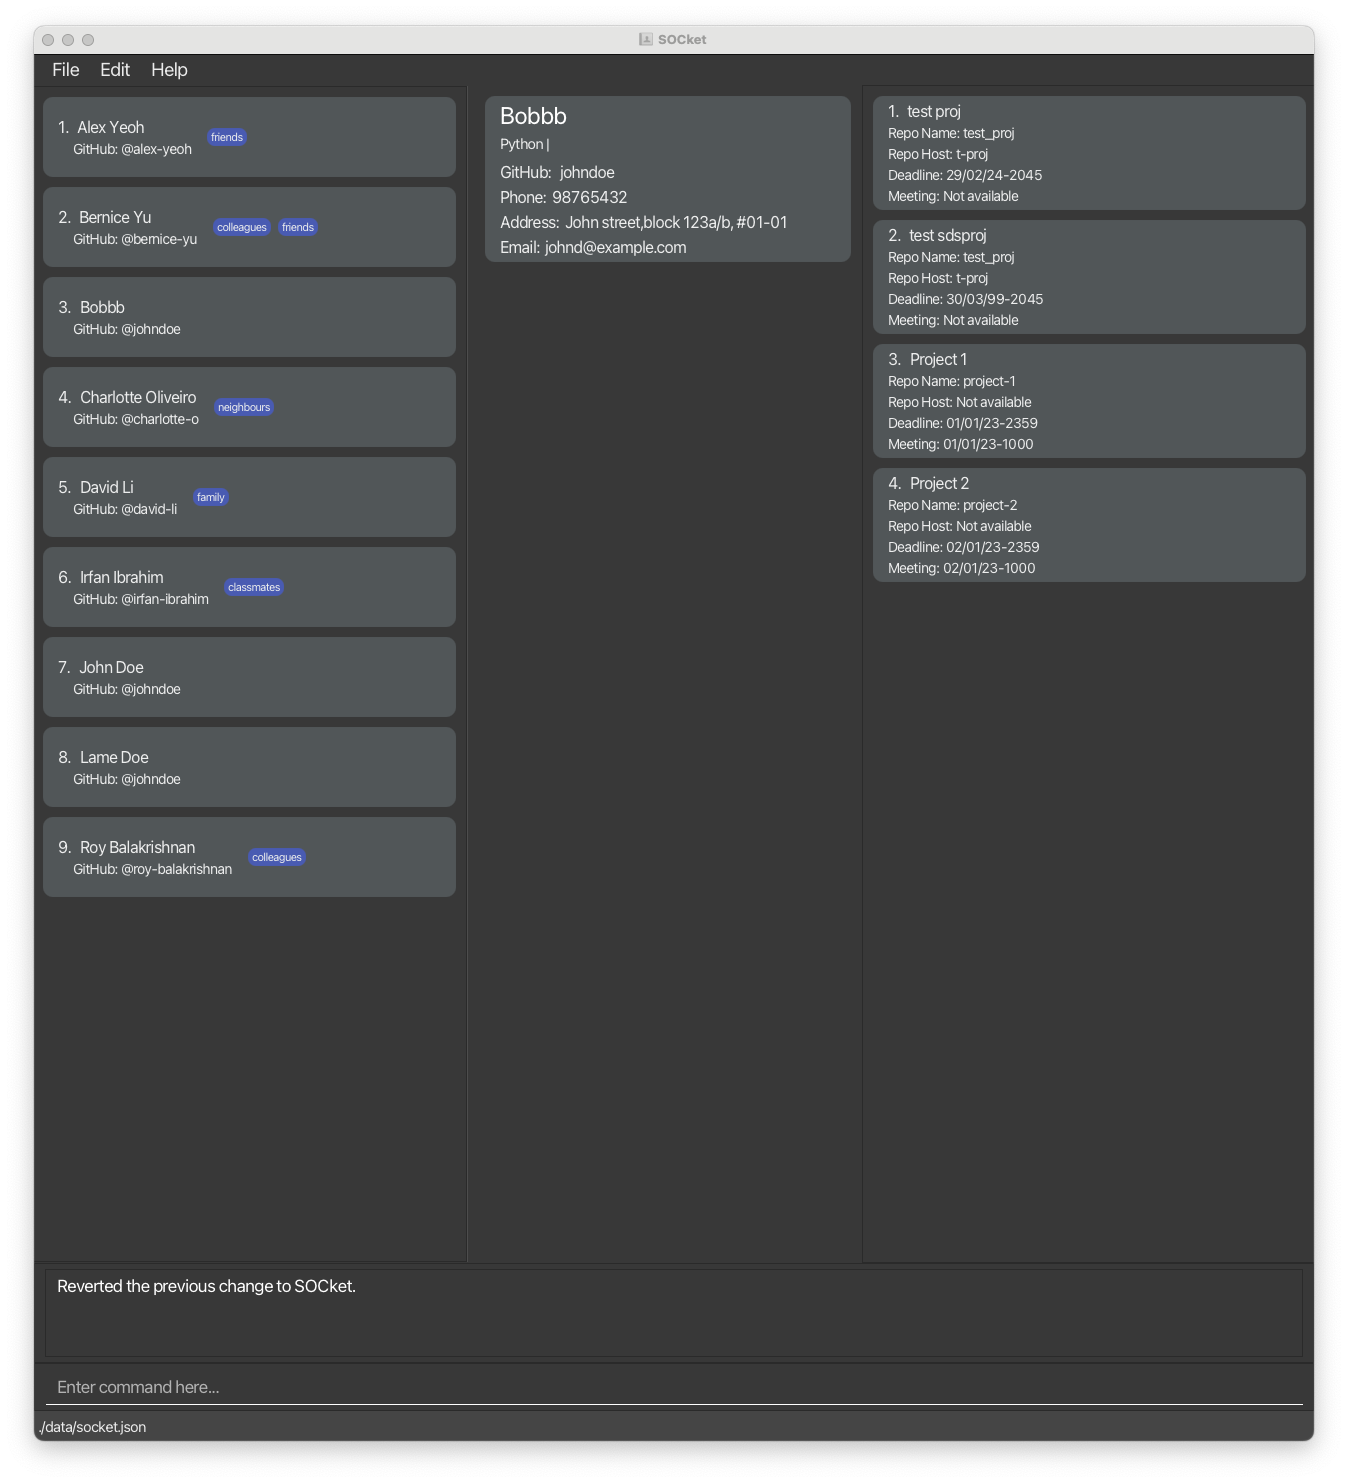 SOCket
File Edit Help
1. Alex Yeoh
GitHub: @alex-yeoh
friends
2. Bernice Yu
GitHub: @bernice-yu
colleagues friends
3. Bobbb
GitHub: @johndoe
4. Charlotte Oliveiro
GitHub: @charlotte-o
neighbours
5. David Li
GitHub: @david-li
family
6. Irfan Ibrahim
GitHub: @irfan-ibrahim
classmates
7. John Doe
GitHub: @johndoe
8. Lame Doe
GitHub: @johndoe
9. Roy Balakrishnan
GitHub: @roy-balakrishnan
colleagues
Bobbb
Python |
GitHub: johndoe
Phone: 98765432
Address: John street,block 123a/b, #01-01
Email: johnd@example.com
1. test proj
Repo Name: test_proj
Repo Host: t-proj
Deadline: 29/02/24-2045
Meeting: Not available
2. test sdsproj
Repo Name: test_proj
Repo Host: t-proj
Deadline: 30/03/99-2045
Meeting: Not available
3. Project 1
Repo Name: project-1
Repo Host: Not available
Deadline: 01/01/23-2359
Meeting: 01/01/23-1000
4. Project 2
Repo Name: project-2
Repo Host: Not available
Deadline: 02/01/23-2359
Meeting: 02/01/23-1000
Reverted the previous change to SOCket.
Enter command here...
./data/socket.json